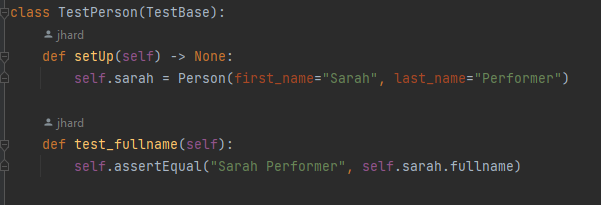 class TestPerson(TestBase):
jhard
def setUp(self) -> None:
self.sarah = Person(first_name="Sarah", last_name="Performer")
jhard
def test_fullname(self):
self.assertEqual("Sarah Performer", self.sarah.fullname)